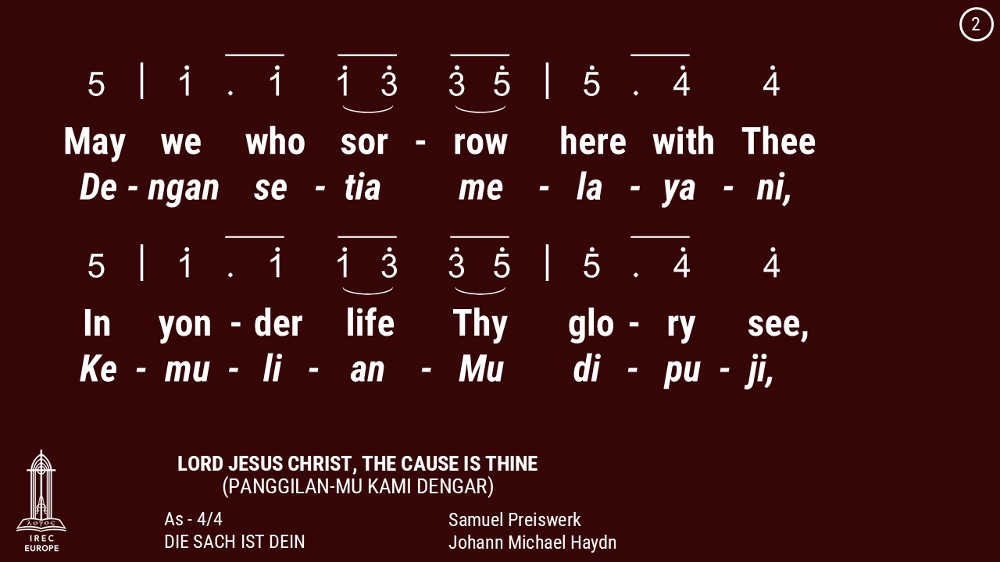 2
5 | 1̇ . 1̇ 1̇ 3̇ 3̇ 5̇ | 5̇ . 4̇ 4̇
May we who sor - row here with Thee
De - ngan se - tia me - la - ya - ni,
5 | 1̇ . 1̇ 1̇ 3̇ 3̇ 5̇ | 5̇ . 4̇ 4̇
In yon - der life Thy glo - ry see,
Ke - mu - li - an - Mu di - pu - ji,
LORD JESUS CHRIST, THE CAUSE IS THINE
(PANGGILAN-MU KAMI DENGAR)
As - 4/4
DIE SACH IST DEIN
Samuel Preiswerk
Johann Michael Haydn
λογος
IREC
EUROPE